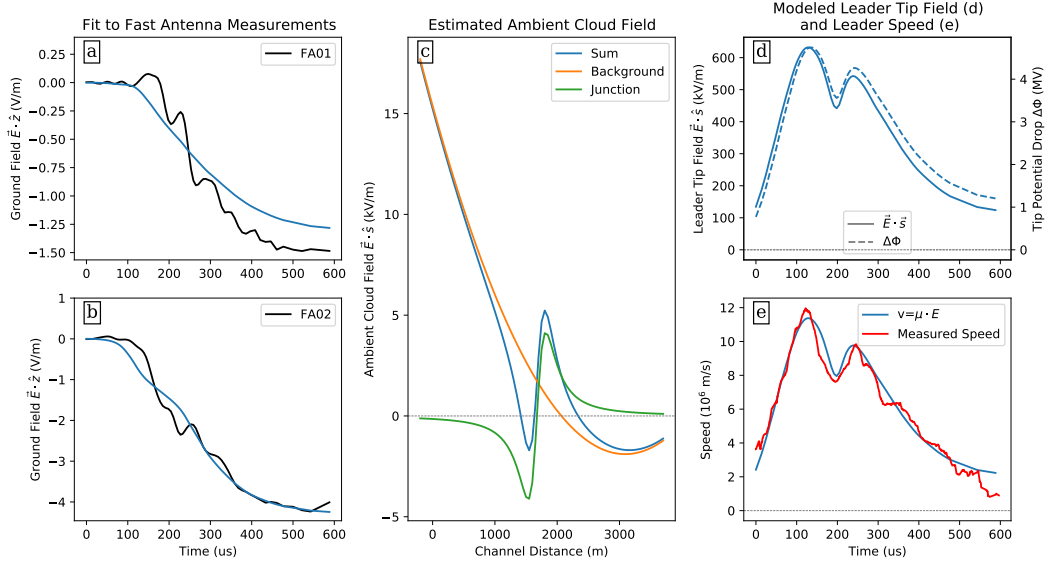 Fit to Fast Antenna Measurements
a
FA01
0.25
0.00
−0.25
−0.50
−0.75
−1.00
−1.25
−1.50
Ground Field E⃗ · ẑ (V/m)
0 100 200 300 400 500 600
b
FA02
1
0
−1
−2
−3
−4
Ground Field E⃗ · ẑ (V/m)
0 100 200 300 400 500 600
Time (us)
Estimated Ambient Cloud Field
c
Sum
Background
Junction
15
10
5
0
−5
Ambient Cloud Field E⃗ · ŝ (kV/m)
0 1000 2000 3000
Channel Distance (m)
Modeled Leader Tip Field (d)
and Leader Speed (e)
d
700
600
500
400
300
200
100
0
Leader Tip Field E⃗ · ŝ (kV/m)
4
3
2
1
0
Tip Potential Drop ΔΦ (MV)
E⃗ · s⃗
ΔΦ
0 100 200 300 400 500 600
e
v=μ · E
Measured Speed
12
10
8
6
4
2
0
Speed (10⁶ m/s)
0 100 200 300 400 500 600
Time (us)